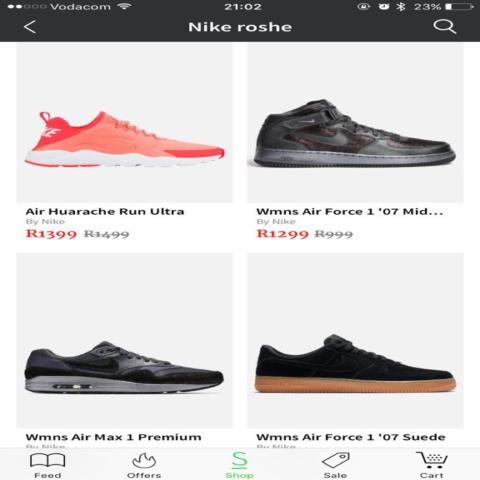 Vodacom 21:02 23%
Nike roshe
Air Huarache Run Ultra
By Nike
R1399 R1499
Wmns Air Force 1 '07 Mid...
By Nike
R1299 R999
Wmns Air Max 1 Premium
By Nike
Wmns Air Force 1 '07 Suede
By Nike
Feed
Offers
Shop
Sale
Cart